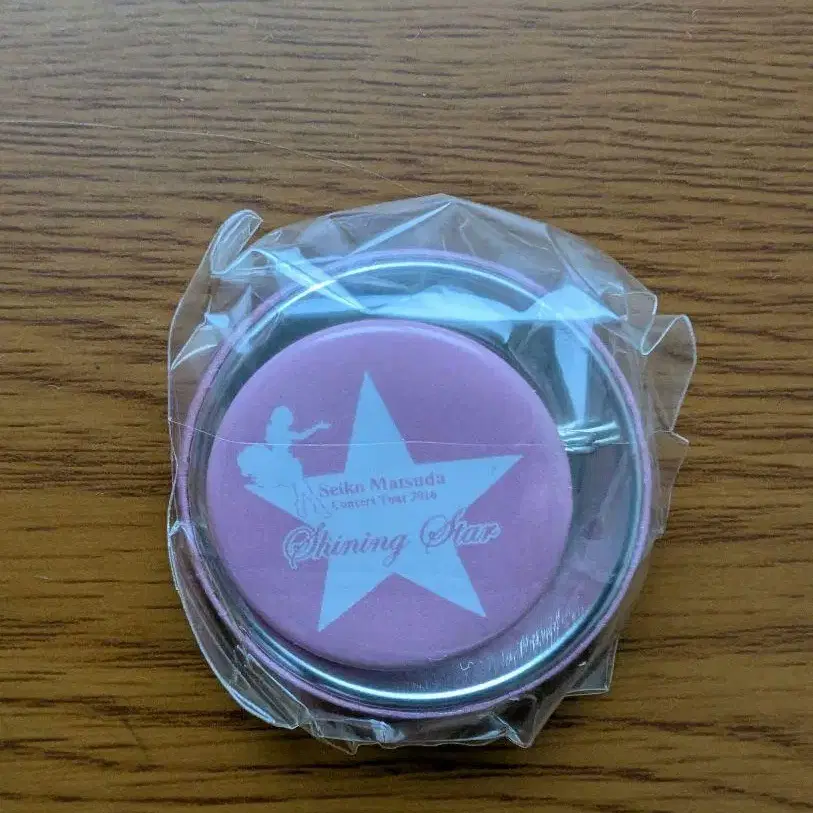 Seiko Matsuda
Concert Tour 2016
Shining Star